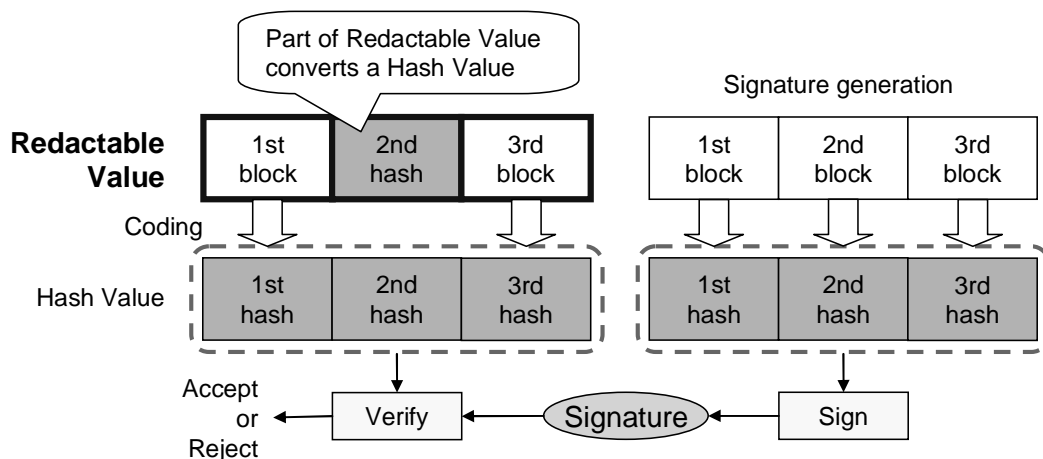 Part of Redactable Value
converts a Hash Value
Signature generation
Redactable
Value
1st
block
2nd
hash
3rd
block
1st
block
2nd
block
3rd
block
Coding
Hash Value
1st
hash
2nd
hash
3rd
hash
1st
hash
2nd
hash
3rd
hash
Accept
or
Reject
Verify
Signature
Sign